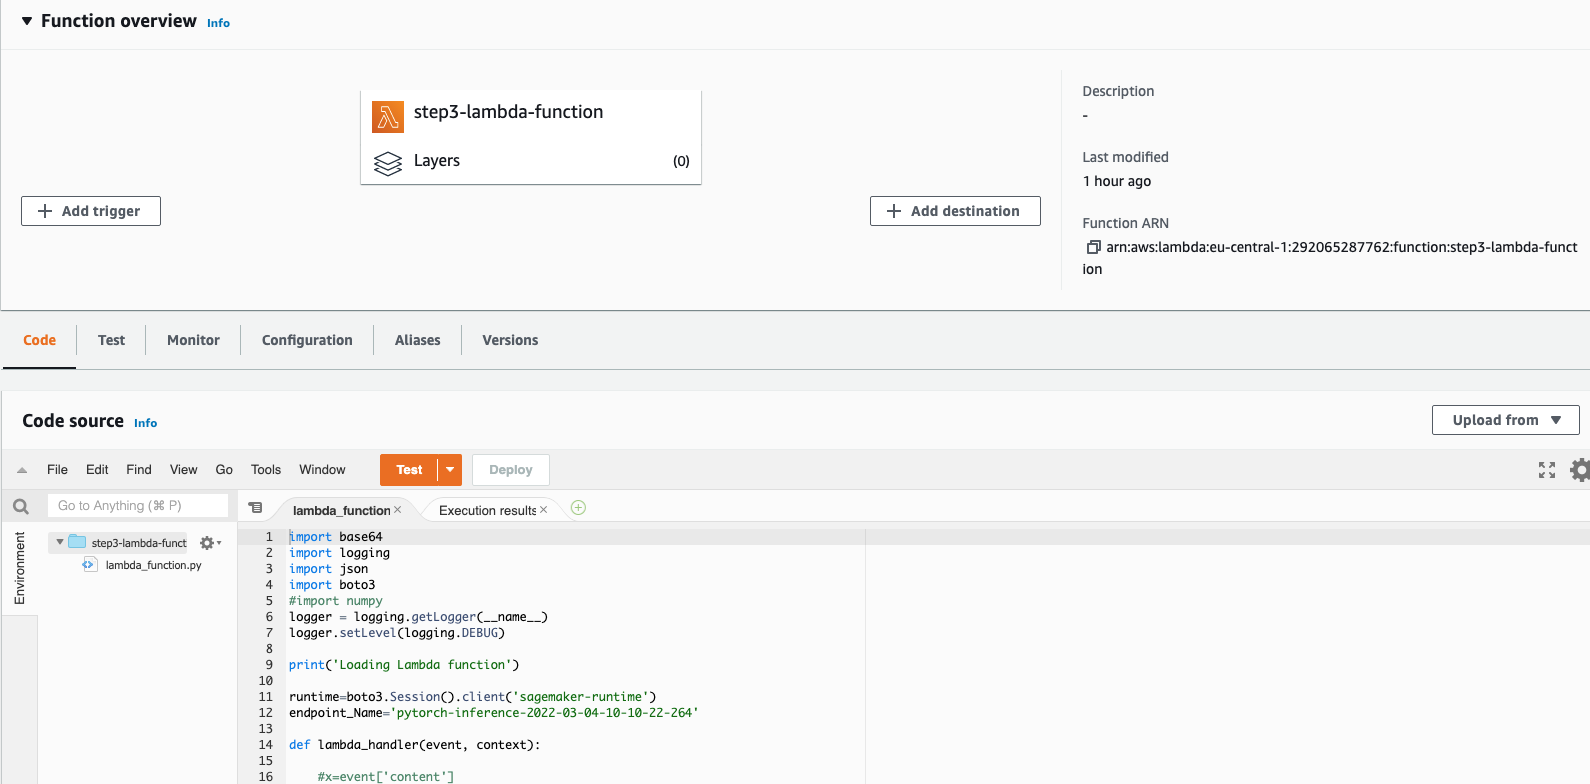 Function overview Info
step3-lambda-function
Layers (0)
Add trigger
Add destination
Description
-
Last modified
1 hour ago
Function ARN
arn:aws:lambda:eu-central-1:292065287762:function:step3-lambda-funct
ion
Code Test Monitor Configuration Aliases Versions
Code source Info
Upload from
File Edit Find View Go Tools Window Test Deploy
Go to Anything (⌘ P)
lambda_function × Execution results ×
Environment
step3-lambda-funct
lambda_function.py
1 import base64
2 import logging
3 import json
4 import boto3
5 #import numpy
6 logger = logging.getLogger(__name__)
7 logger.setLevel(logging.DEBUG)
8
9 print('Loading Lambda function')
10
11 runtime=boto3.Session().client('sagemaker-runtime')
12 endpoint_Name='pytorch-inference-2022-03-04-10-10-22-264'
13
14 def lambda_handler(event, context):
15
16 #x=event['content']